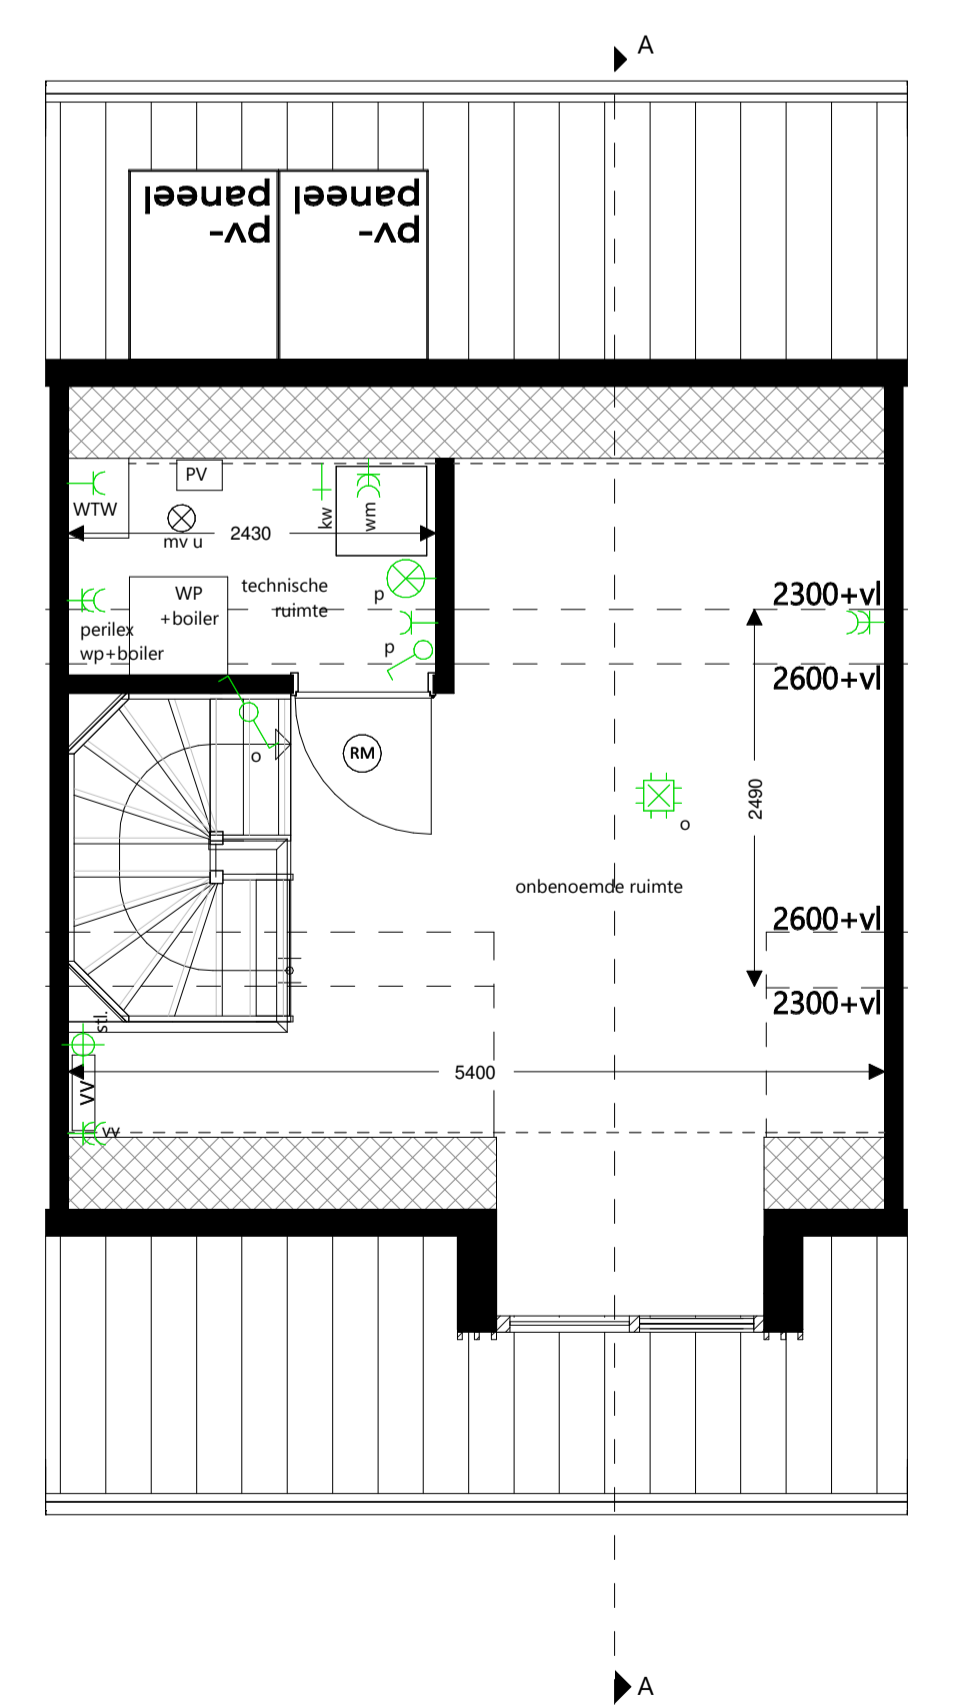 A
pv-
paneel
pv-
paneel
PV
WTW
kw
wm
mv u
2430
technische
ruimte
WP
+boiler
p
perilex
wp+boiler
p
2300+vl
2600+vl
o
RM
2490
o
onbenoemde ruimte
2600+vl
2300+vl
stl.
5400
VV
vv
A